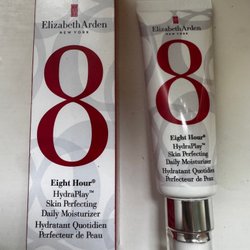 Elizabeth Arden
NEW YORK
8
Eight Hour®
HydraPlay™
Skin Perfecting
Daily Moisturizer
Hydratant Quotidien
Perfecteur de Peau
Elizabeth Arden
NEW YORK
8
Eight Hour®
HydraPlay™
Skin Perfecting
Daily Moisturizer
Hydratant Quotidien
Perfecteur de Peau